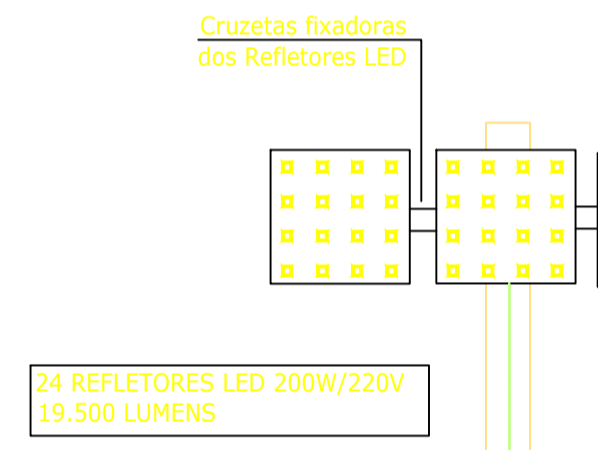 Cruzetas fixadoras
dos Refletores LED
24 REFLETORES LED 200W/220V
19.500 LUMENS